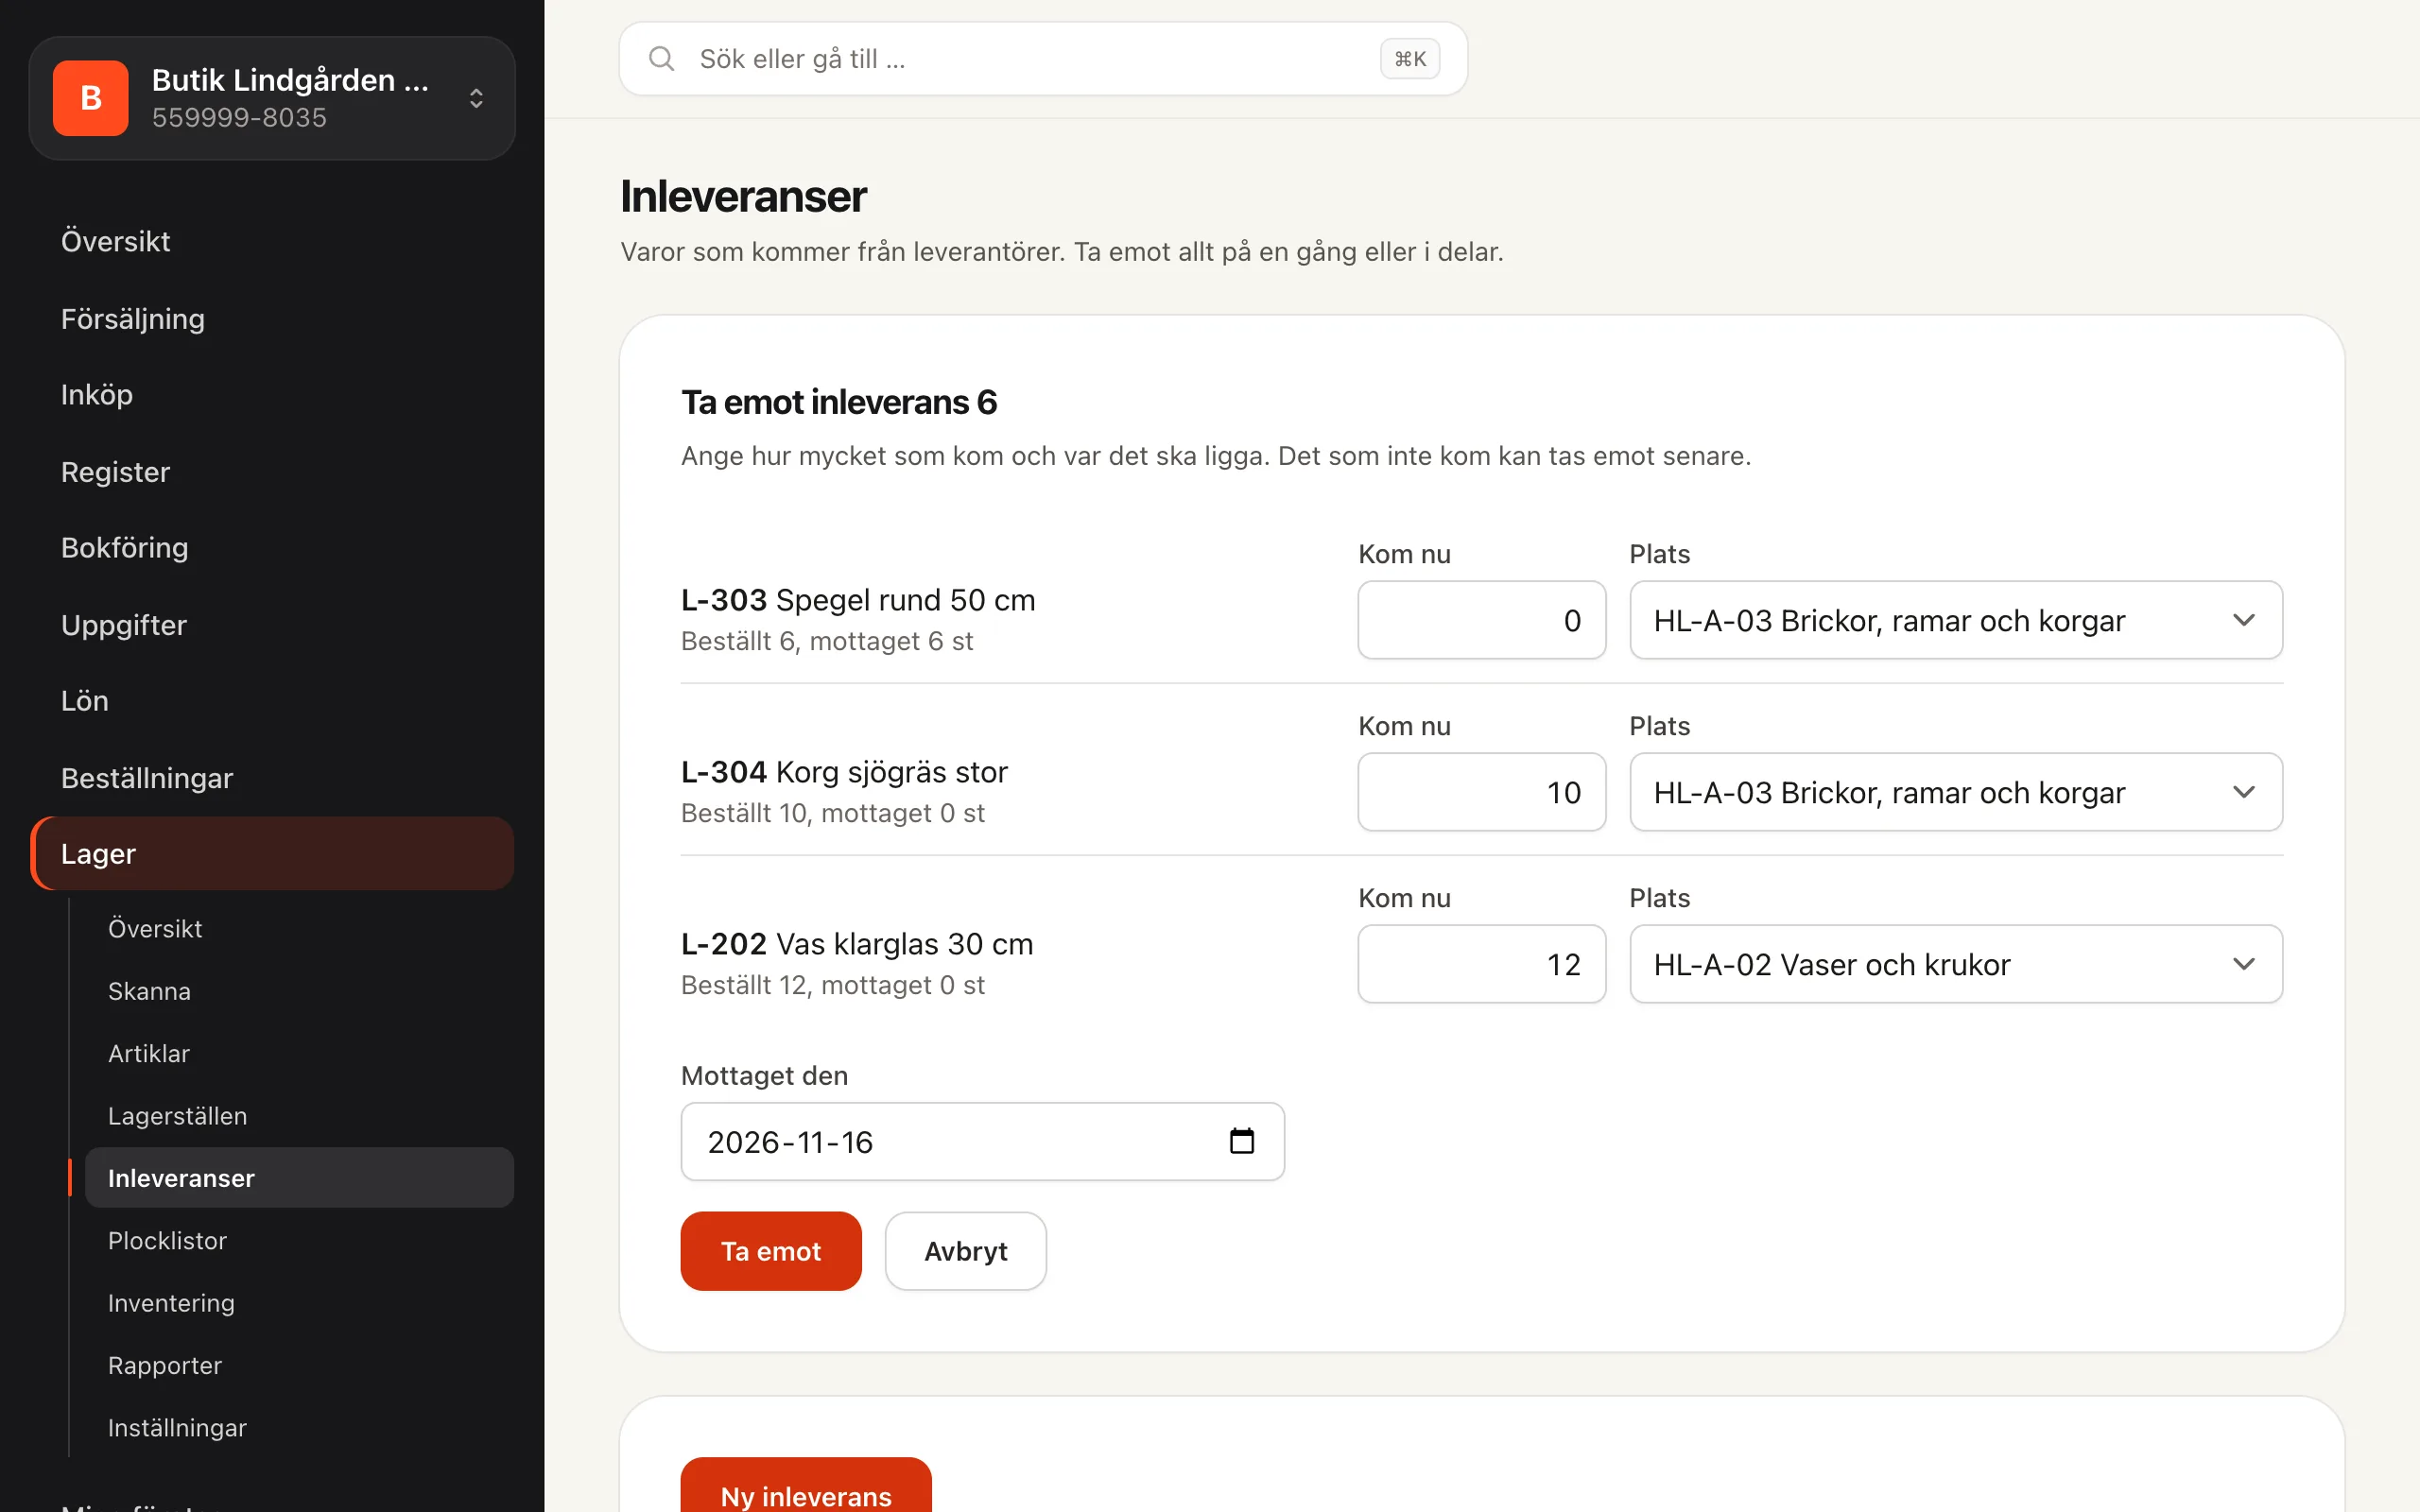 B
Butik Lindgården ...
559999-8035
Översikt
Försäljning
Inköp
Register
Bokföring
Uppgifter
Lön
Beställningar
Lager
Översikt
Skanna
Artiklar
Lagerställen
Inleveranser
Plocklistor
Inventering
Rapporter
Inställningar
Sök eller gå till ...
⌘K
Inleveranser
Varor som kommer från leverantörer. Ta emot allt på en gång eller i delar.
Ta emot inleverans 6
Ange hur mycket som kom och var det ska ligga. Det som inte kom kan tas emot senare.
Kom nu
Plats
L-303 Spegel rund 50 cm
Beställt 6, mottaget 6 st
0
HL-A-03 Brickor, ramar och korgar
Kom nu
Plats
L-304 Korg sjögräs stor
Beställt 10, mottaget 0 st
10
HL-A-03 Brickor, ramar och korgar
Kom nu
Plats
L-202 Vas klarglas 30 cm
Beställt 12, mottaget 0 st
12
HL-A-02 Vaser och krukor
Mottaget den
2026-11-16
Ta emot
Avbryt
Ny inleverans